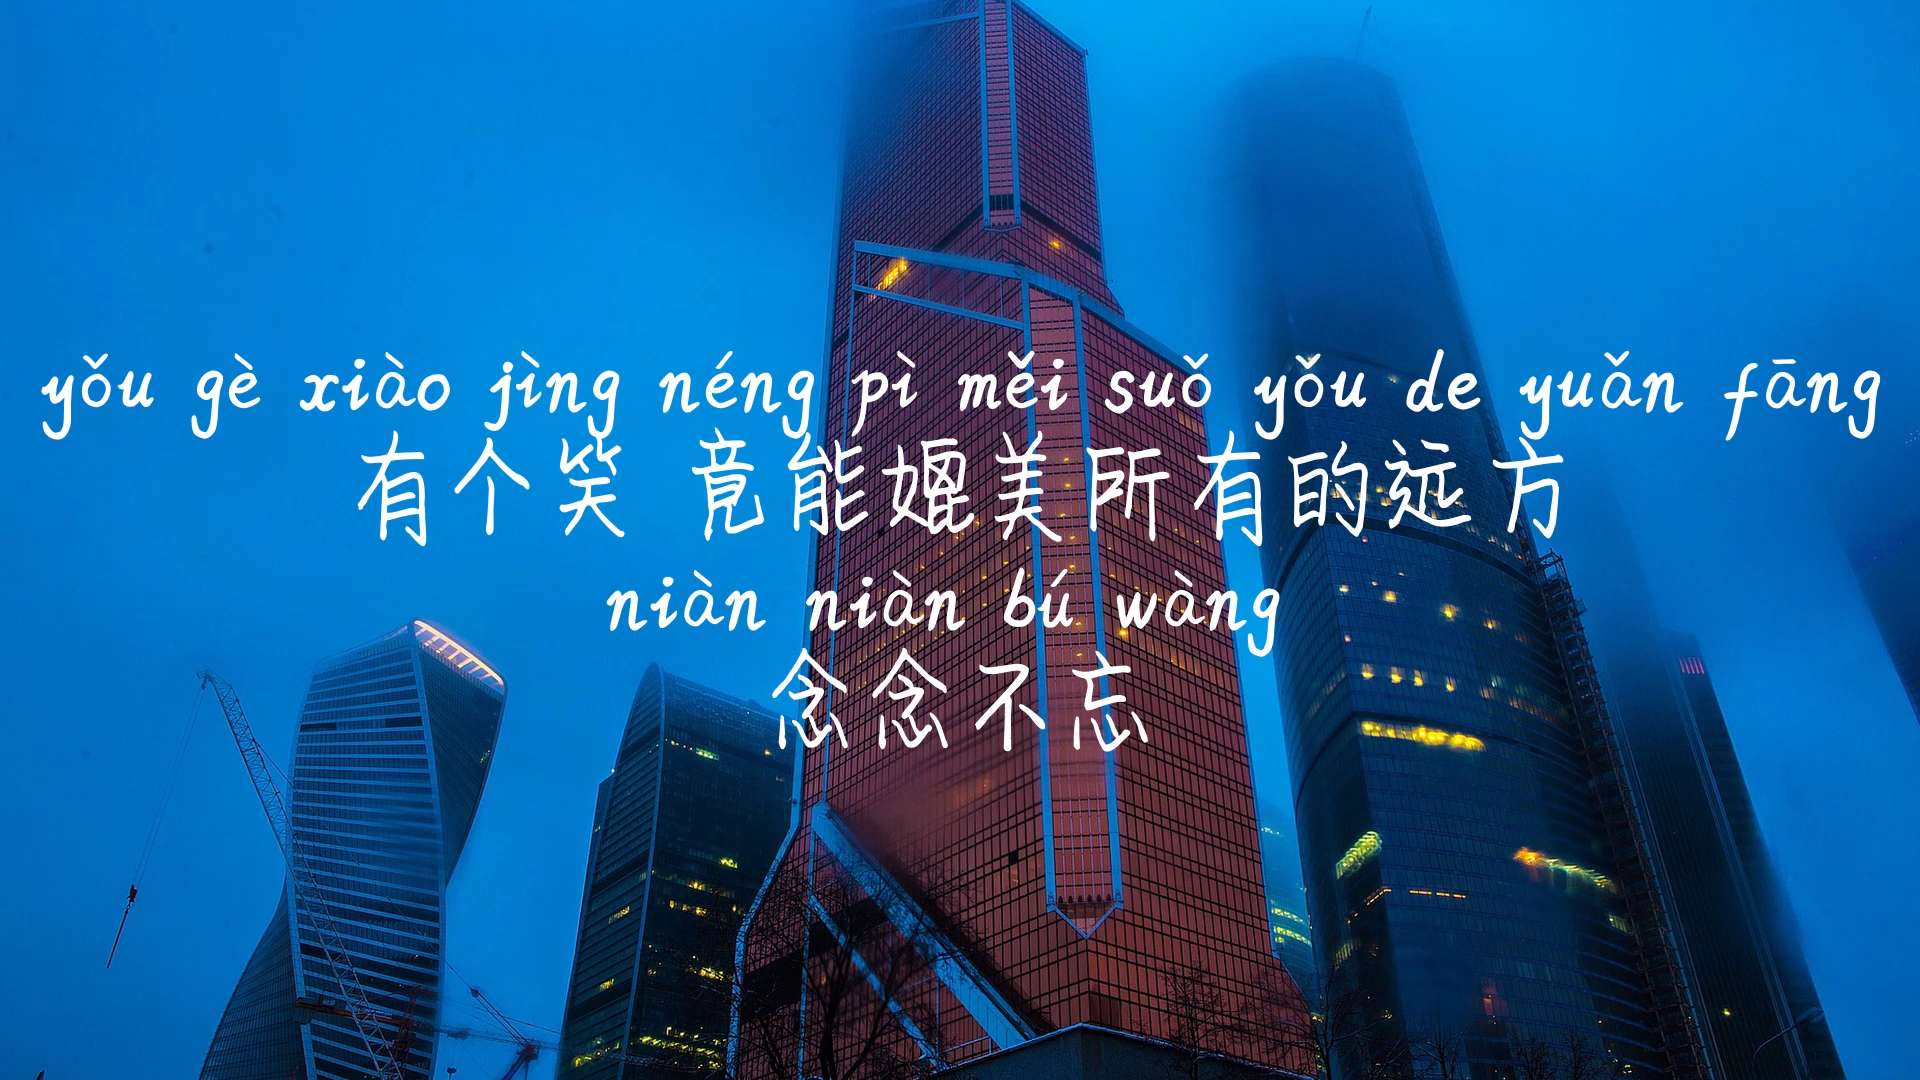 yǒu gè xiào jìng néng pì měi suǒ yǒu de yuǎn fāng
有个笑 竟能媲美所有的远方
niàn niàn bú wàng
念念不忘